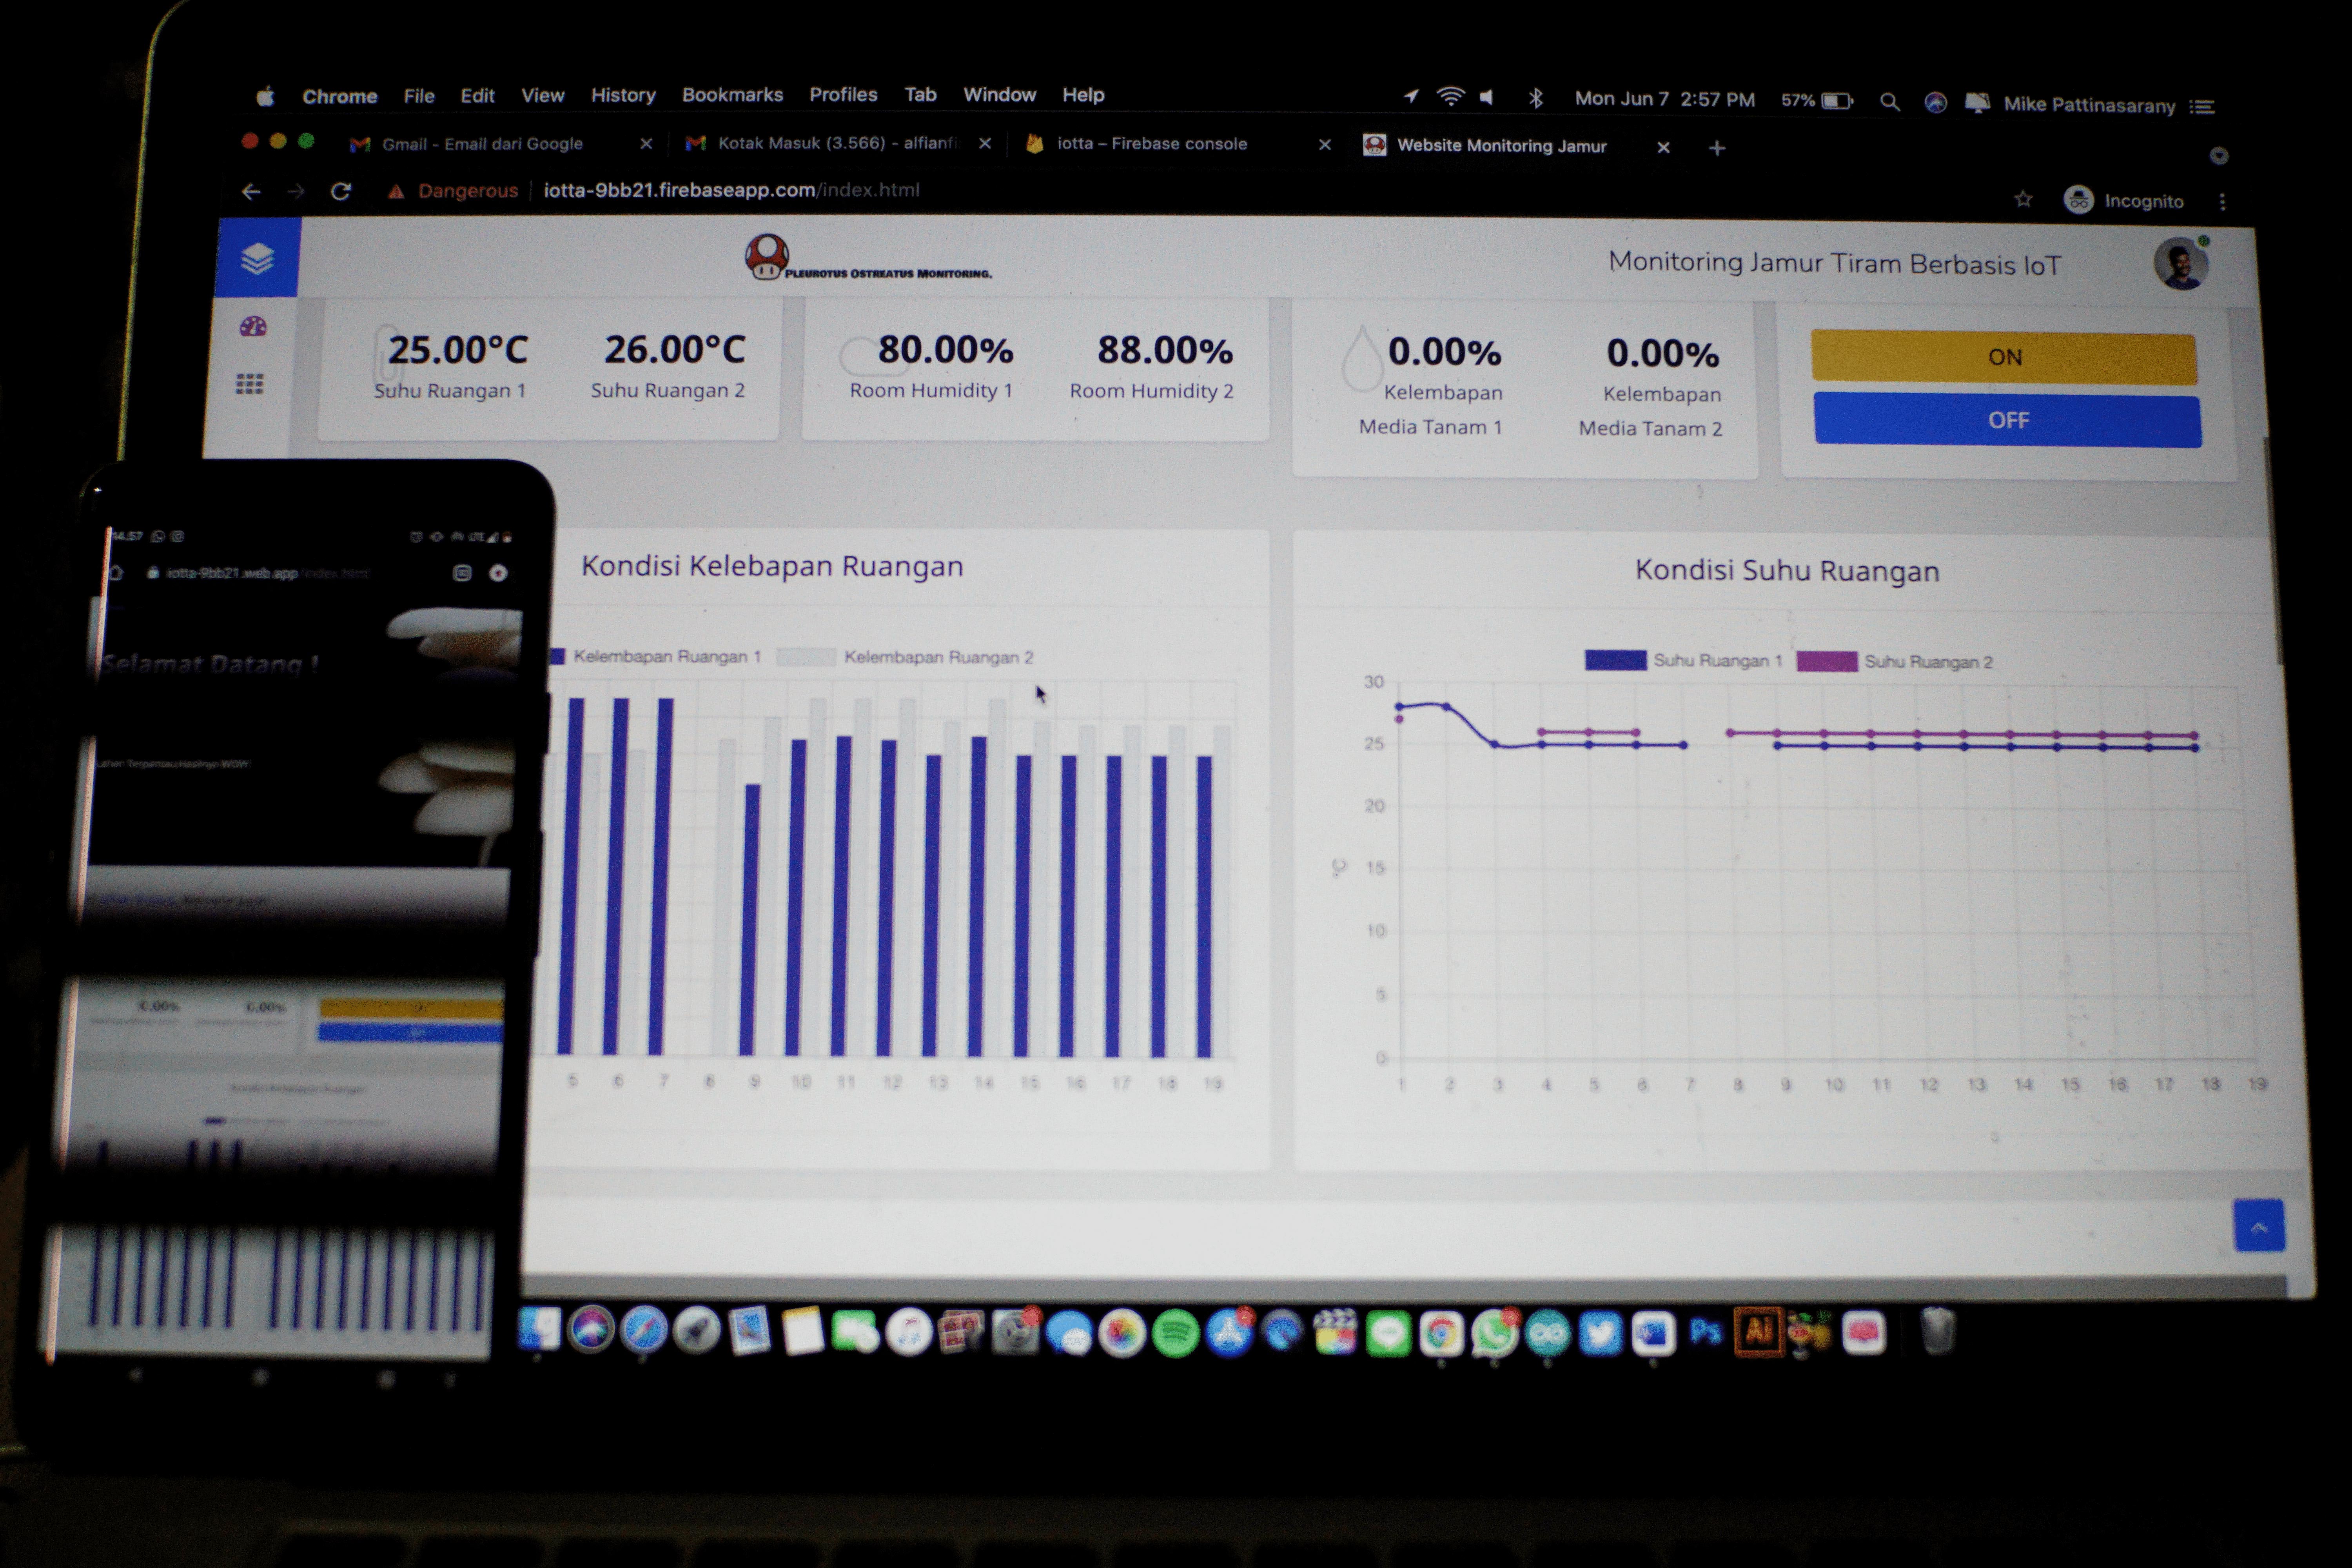 Chrome File Edit View History Bookmarks Profiles Tab Window Help
Mon Jun 7 2:57 PM 57% Mike Pattinasarany
Gmail - Email dari Google
Kotak Masuk (3.566) - alfianfi
iotta – Firebase console
Website Monitoring Jamur
Dangerous iotta-9bb21.firebaseapp.com/index.html
Incognito
PLEUROTUS OSTREATUS MONITORING.
Monitoring Jamur Tiram Berbasis IoT
25.00°C 26.00°C
Suhu Ruangan 1 Suhu Ruangan 2
80.00% 88.00%
Room Humidity 1 Room Humidity 2
0.00% 0.00%
Kelembapan Kelembapan
Media Tanam 1 Media Tanam 2
ON
OFF
Kondisi Kelebapan Ruangan
Kelembapan Ruangan 1 Kelembapan Ruangan 2
5 6 7 8 9 10 11 12 13 14 15 16 17 18 19
Kondisi Suhu Ruangan
Suhu Ruangan 1 Suhu Ruangan 2
30
25
20
15
10
5
0
°C
1 2 3 4 5 6 7 8 9 10 11 12 13 14 15 16 17 18 19
14.57 LTE
iotta-9bb21.web.app/index.html
Selamat Datang !
0.00% 0.00%
Kondisi Kelebapan Ruangan
Ps Ai